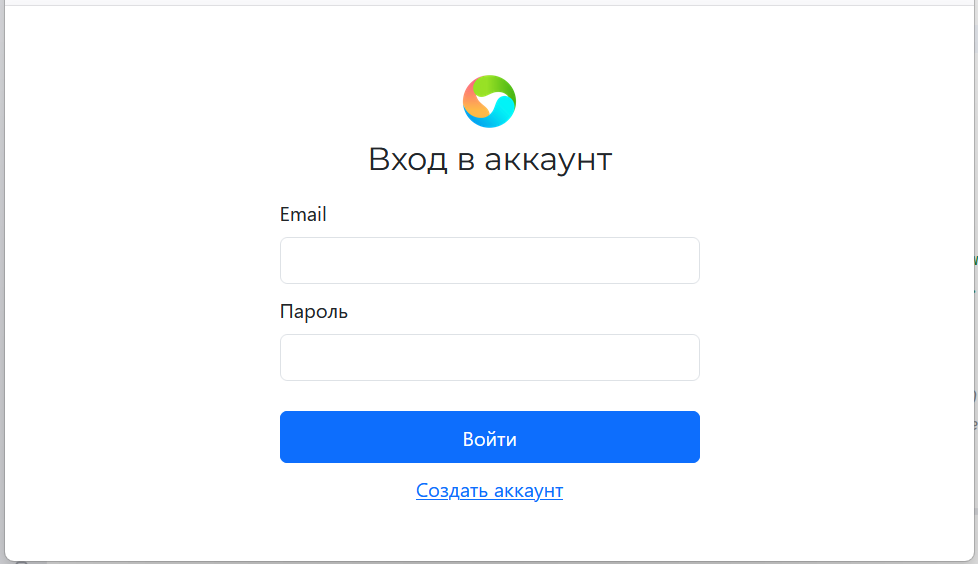 Вход в аккаунт
Email
Пароль
Войти
Создать аккаунт